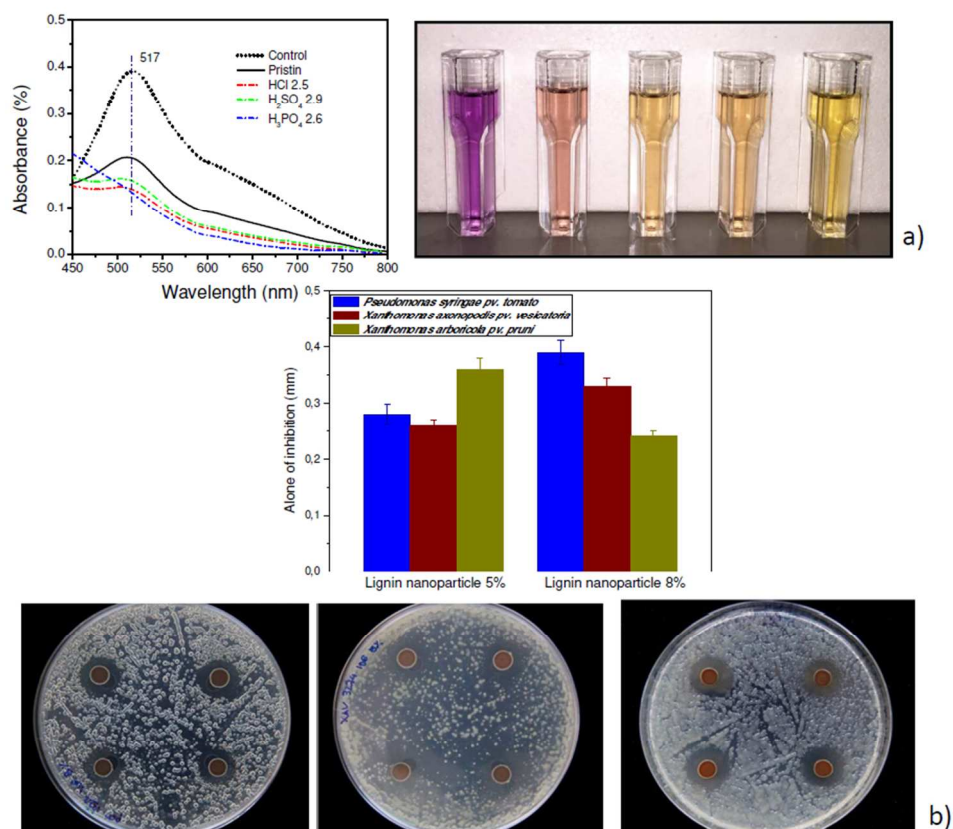 0.5
0.4
0.3
0.2
0.1
0.0
Absorbance (%)
517
Control
Pristin
HCl 2.5
H₂SO₄ 2.9
H₃PO₄ 2.6
450 500 550 600 650 700 750 800
Wavelength (nm)
a)
0,5
0,4
0,3
0,2
0,1
0,0
Alone of inhibition (mm)
Pseudomonas syringae pv. tomato
Xanthomonas axonopodis pv. vesicatoria
Xanthomonas arboricola pv. pruni
Lignin nanoparticle 5% Lignin nanoparticle 8%
b)